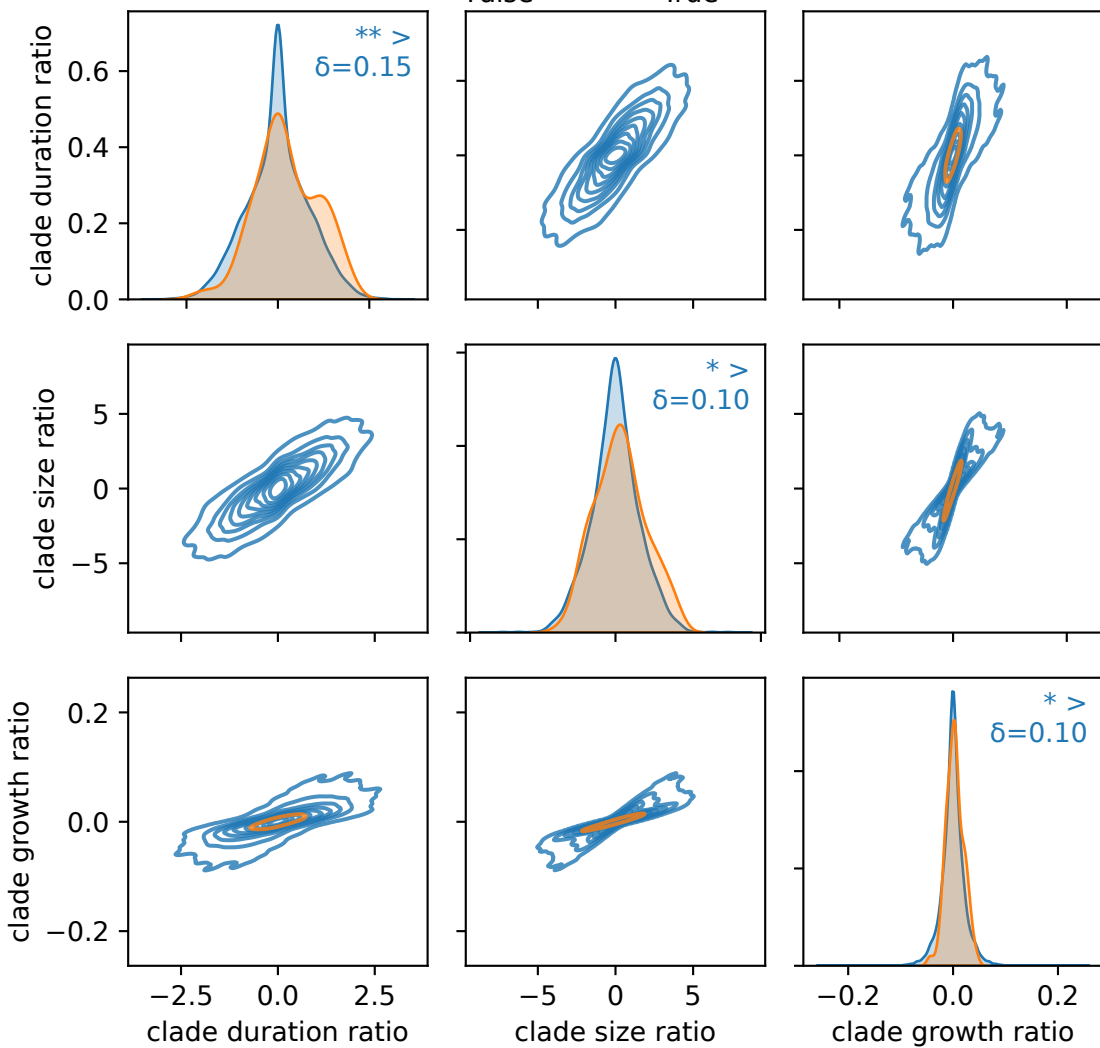 True
clade duration ratio
0.6
0.4
0.2
0.0
** >
δ=0.15
clade size ratio
5
0
−5
* >
δ=0.10
clade growth ratio
0.2
0.0
−0.2
* >
δ=0.10
−2.5 0.0 2.5
−5 0 5
−0.2 0.0 0.2
clade duration ratio
clade size ratio
clade growth ratio